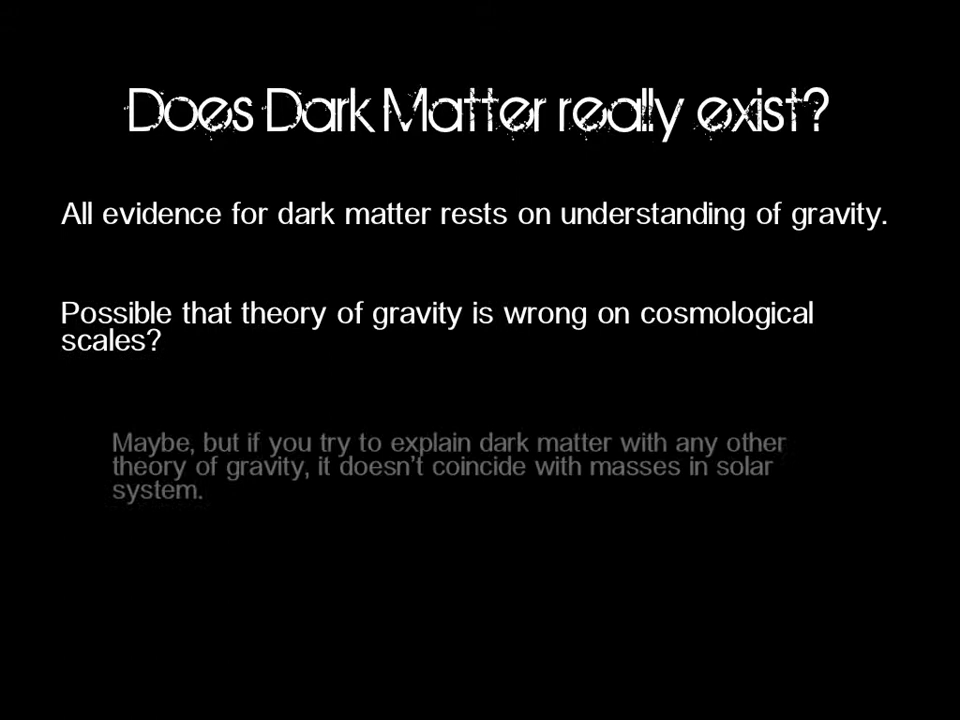 Does Dark Matter really exist?
All evidence for dark matter rests on understanding of gravity.
Possible that theory of gravity is wrong on cosmological
scales?
Maybe, but if you try to explain dark matter with any other
theory of gravity, it doesn't coincide with masses in solar
system.